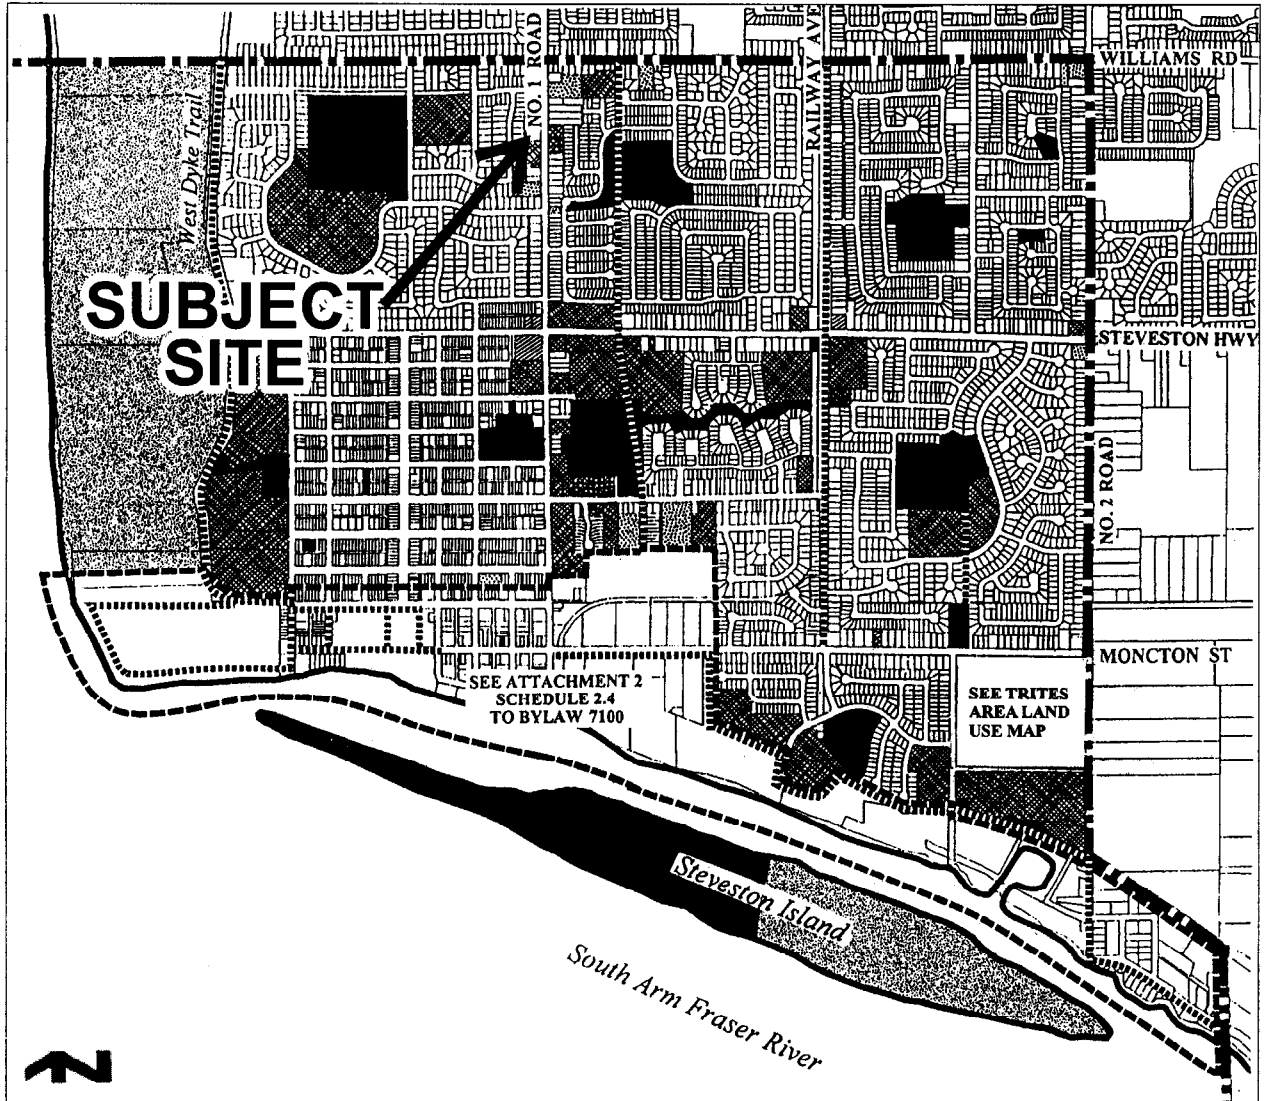 NO. 1 ROAD
RAILWAY AVE
WILLIAMS RD
West Dyke Trail
SUBJECT
SITE
STEVESTON HWY
NO. 2 ROAD
MONCTON ST
SEE ATTACHMENT 2
SCHEDULE 2.4
TO BYLAW 7100
SEE TRITES
AREA LAND
USE MAP
Steveston Island
South Arm Fraser River
N